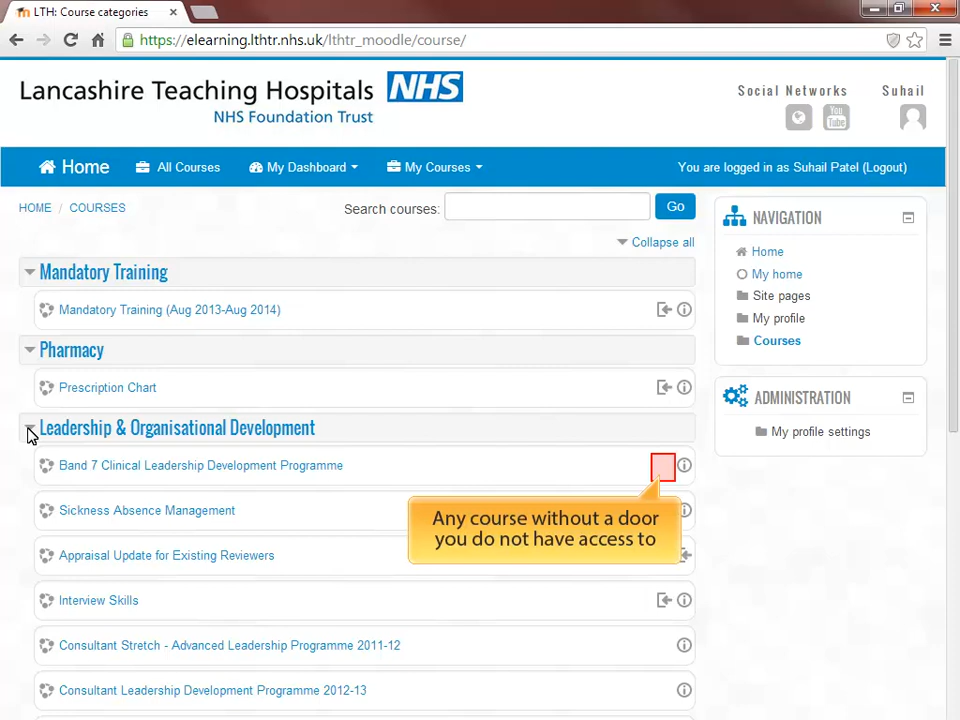 LTH: Course categories
https://elearning.lthtr.nhs.uk/lthtr_moodle/course/
Lancashire Teaching Hospitals NHS
NHS Foundation Trust
Social Networks
Suhail
You Tube
Home
All Courses
My Dashboard
My Courses
You are logged in as Suhail Patel (Logout)
HOME / COURSES
Search courses:
Go
Collapse all
Mandatory Training
Mandatory Training (Aug 2013-Aug 2014)
Pharmacy
Prescription Chart
Leadership & Organisational Development
Band 7 Clinical Leadership Development Programme
Sickness Absence Management
Any course without a door
you do not have access to
Appraisal Update for Existing Reviewers
Interview Skills
Consultant Stretch - Advanced Leadership Programme 2011-12
Consultant Leadership Development Programme 2012-13
NAVIGATION
Home
My home
Site pages
My profile
Courses
ADMINISTRATION
My profile settings